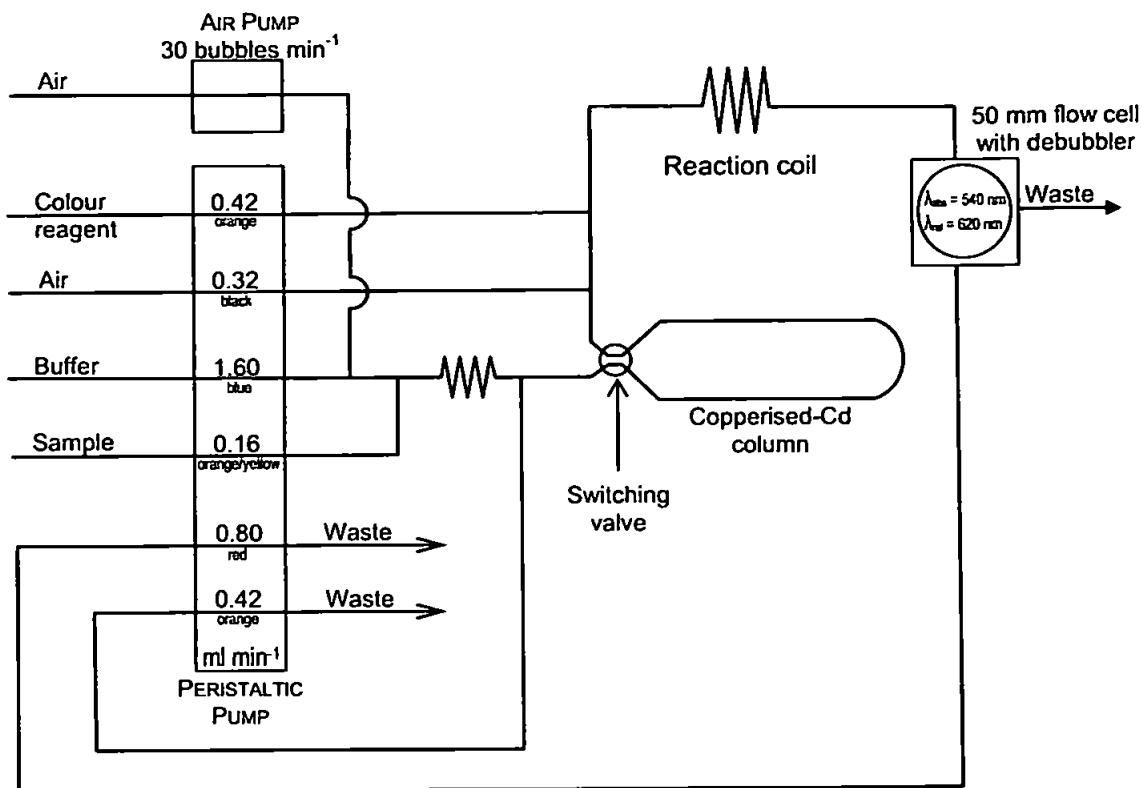 AIR PUMP
30 bubbles min⁻¹
Air
Colour
reagent
0.42
orange
Air
0.32
black
Buffer
1.60
blue
Sample
0.16
orange/yellow
0.80
red
Waste
0.42
orange
Waste
ml min⁻¹
PERISTALTIC
PUMP
Reaction coil
50 mm flow cell
with debubbler
λabs = 540 nm
λref = 620 nm
Waste
Copperised-Cd
column
Switching
valve